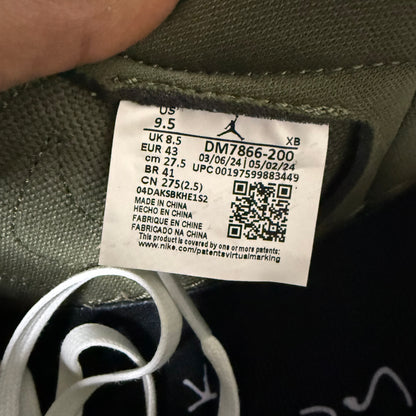 US
9.5
XB
UK 8.5
DM7866-200
EUR 43
03/06/24 | 05/02/24
cm 27.5
UPC 00197599883449
BR 41
CN 275(2.5)
04DAKSBKHE1S2
MADE IN CHINA
HECHO EN CHINA
FABRIQUE EN CHINE
FABRICADO NA CHINA
This product is covered by one or more patents:
www.nike.com/patentsvirtualmarking